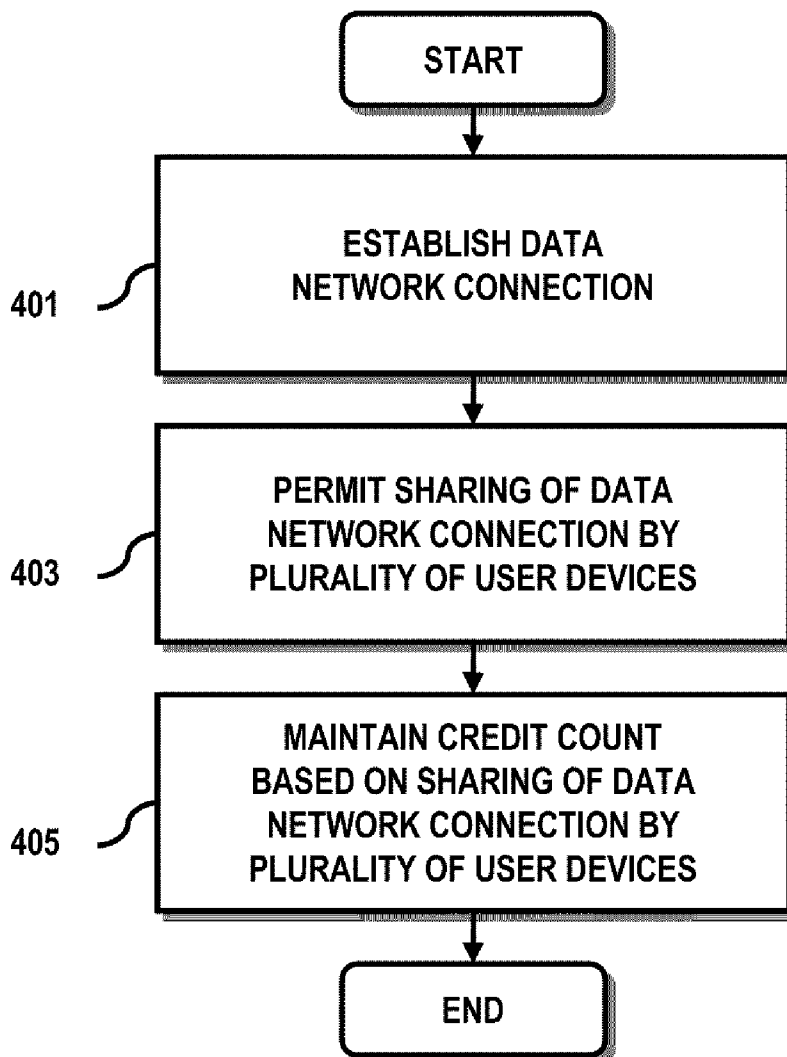 START
ESTABLISH DATA
NETWORK CONNECTION
401
PERMIT SHARING OF DATA
NETWORK CONNECTION BY
PLURALITY OF USER DEVICES
403
MAINTAIN CREDIT COUNT
BASED ON SHARING OF DATA
NETWORK CONNECTION BY
PLURALITY OF USER DEVICES
405
END